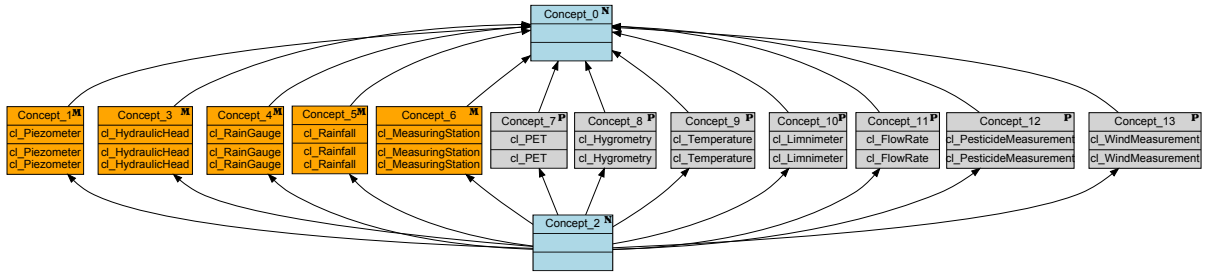 Concept_0 N
Concept_1 M
cl_Piezometer
cl_Piezometer
cl_Piezometer
Concept_3 M
cl_HydraulicHead
cl_HydraulicHead
cl_HydraulicHead
Concept_4 M
cl_RainGauge
cl_RainGauge
cl_RainGauge
Concept_5 M
cl_Rainfall
cl_Rainfall
cl_Rainfall
Concept_6 M
cl_MeasuringStation
cl_MeasuringStation
cl_MeasuringStation
Concept_7 P
cl_PET
cl_PET
Concept_8 P
cl_Hygrometry
cl_Hygrometry
Concept_9 P
cl_Temperature
cl_Temperature
Concept_10 P
cl_Limnimeter
cl_Limnimeter
Concept_11 P
cl_FlowRate
cl_FlowRate
Concept_12 P
cl_PesticideMeasurement
cl_PesticideMeasurement
Concept_13 P
cl_WindMeasurement
cl_WindMeasurement
Concept_2 N